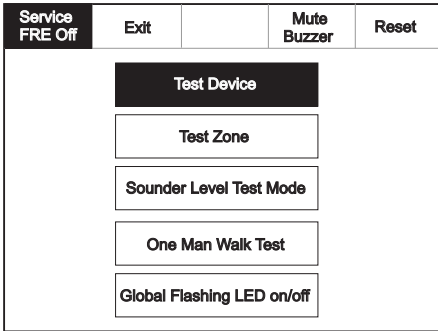 Service
FRE Off
Exit
Mute
Buzzer
Reset
Test Device
Test Zone
Sounder Level Test Mode
One Man Walk Test
Global Flashing LED on/off